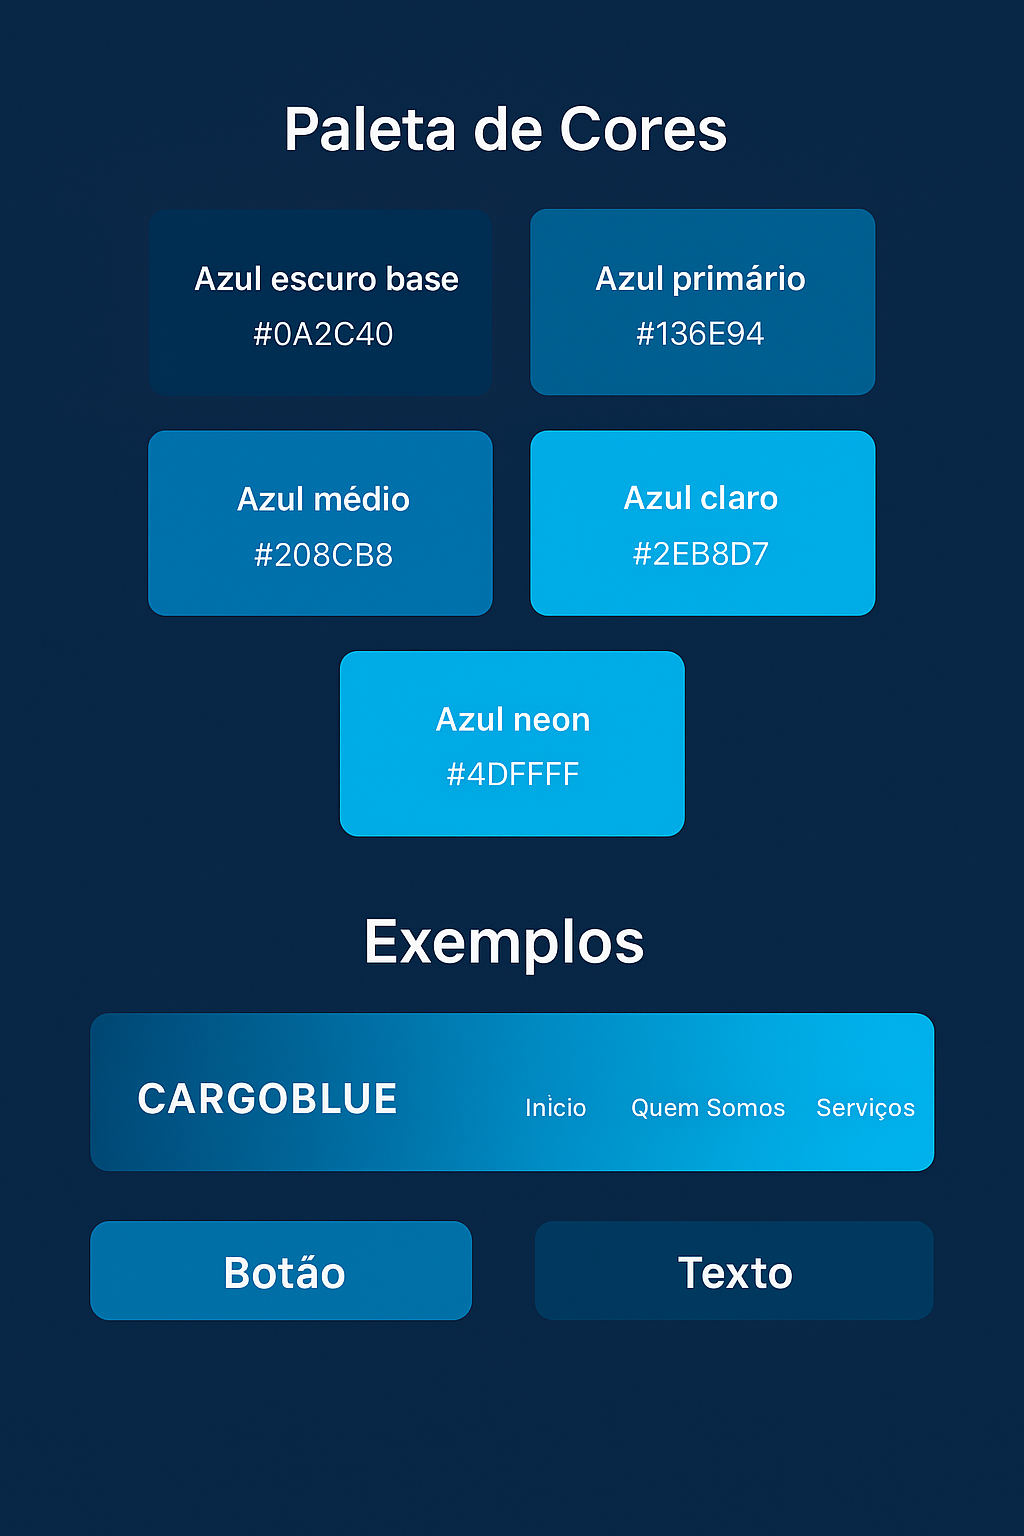 Paleta de Cores
Azul escuro base
#0A2C40
Azul primário
#136E94
Azul médio
#208CB8
Azul claro
#2EB8D7
Azul neon
#4DFFFF
Exemplos
CARGOBLUE
Inìcio
Quem Somos
Serviços
Botão
Texto